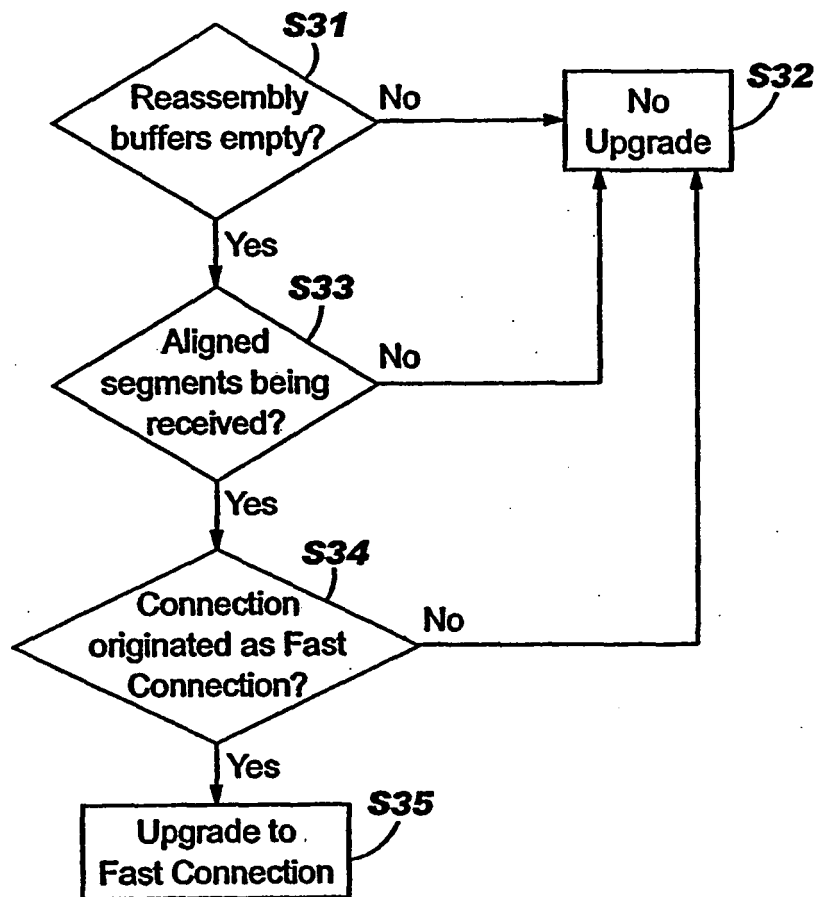 S31
Reassembly
buffers empty?
No
S32
No
Upgrade
Yes
S33
Aligned
segments being
received?
No
Yes
S34
Connection
originated as Fast
Connection?
No
Yes
S35
Upgrade to
Fast Connection